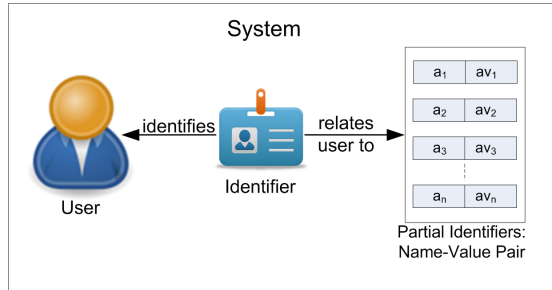 System
identifies
relates
user to
User
Identifier
a1 av1
a2 av2
a3 av3
an avn
Partial Identifiers:
Name-Value Pair